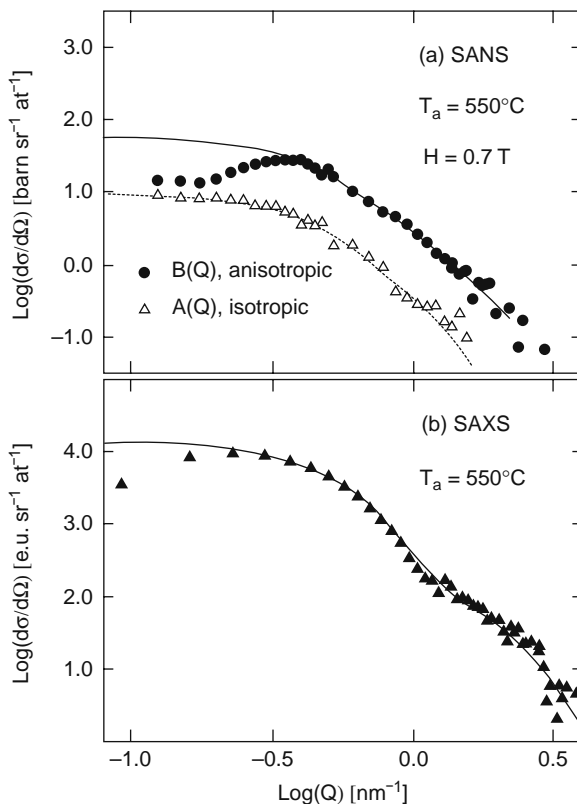 (a) SANS
3.0
Tₐ = 550°C
2.0
H = 0.7 T
1.0
0.0
B(Q), anisotropic
A(Q), isotropic
–1.0
Log(dσ/dΩ) [barn sr⁻¹ at⁻¹]
(b) SAXS
4.0
Tₐ = 550°C
3.0
2.0
1.0
Log(dσ/dΩ) [e.u. sr⁻¹ at⁻¹]
–1.0 –0.5 0.0 0.5
Log(Q) [nm⁻¹]